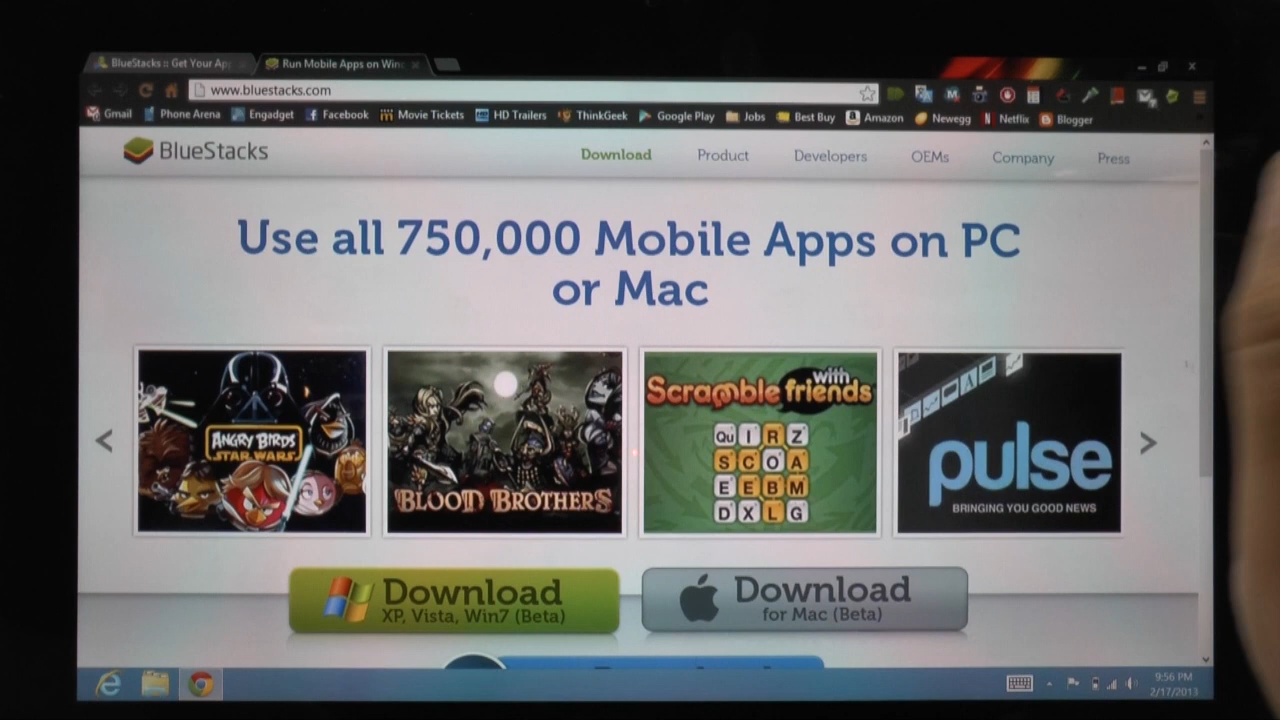 BlueStacks :: Get Your Ap
Run Mobile Apps on Winc
www.bluestacks.com
Gmail Phone Arena Engadget Facebook Movie Tickets HD Trailers ThinkGeek Google Play Jobs Best Buy Amazon Newegg Netflix Blogger
BlueStacks Download Product Developers OEMs Company Press
Use all 750,000 Mobile Apps on PC
or Mac
ANGRY BIRDS
STAR WARS
BLOOD BROTHERS
Scramble with friends
Qu I R Z
S C O A
E E B M
D X L G
pulse
BRINGING YOU GOOD NEWS
Download
XP, Vista, Win7 (Beta)
Download
for Mac (Beta)
9:56 PM
2/17/2013